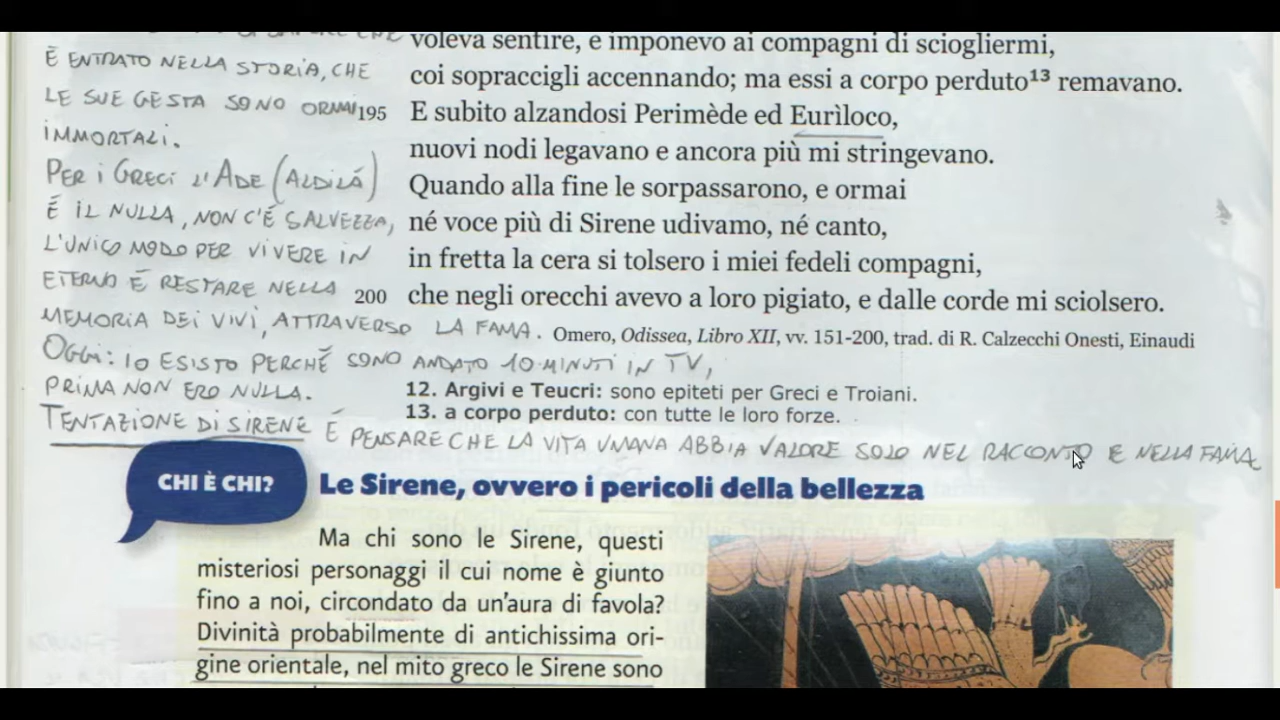 È ENTRATO NELLA STORIA, CHE
LE SUE GESTA SONO ORMAI
IMMORTALI.
PER I GRECI L'ADE (ALDILÁ)
É IL NULLA, NON C'É SALVEZZA,
L'UNICO MODO PER VIVERE IN
ETERNO É RESTARE NELLA
MEMORIA DEI VIVI, ATTRAVERSO LA FAMA.
OGGI: IO ESISTO PERCHÉ SONO ANDATO 10 MINUTI IN TV,
PRIMA NON ERO NULLA.
TENTAZIONE DI SIRENE É PENSARE CHE LA VITA UMANA ABBIA VALORE SOLO NEL RACCONTO E NELLA FAMA
voleva sentire, e imponevo ai compagni di sciogliermi,
coi sopraccigli accennando; ma essi a corpo perduto¹³ remavano.
195 E subito alzandosi Perimède ed Eurìloco,
nuovi nodi legavano e ancora più mi stringevano.
Quando alla fine le sorpassarono, e ormai
né voce più di Sirene udivamo, né canto,
in fretta la cera si tolsero i miei fedeli compagni,
200 che negli orecchi avevo a loro pigiato, e dalle corde mi sciolsero.
Omero, Odissea, Libro XII, vv. 151-200, trad. di R. Calzecchi Onesti, Einaudi
12. Argivi e Teucri: sono epiteti per Greci e Troiani.
13. a corpo perduto: con tutte le loro forze.
CHI È CHI?
Le Sirene, ovvero i pericoli della bellezza
Ma chi sono le Sirene, questi
misteriosi personaggi il cui nome è giunto
fino a noi, circondato da un'aura di favola?
Divinità probabilmente di antichissima ori-
gine orientale, nel mito greco le Sirene sono